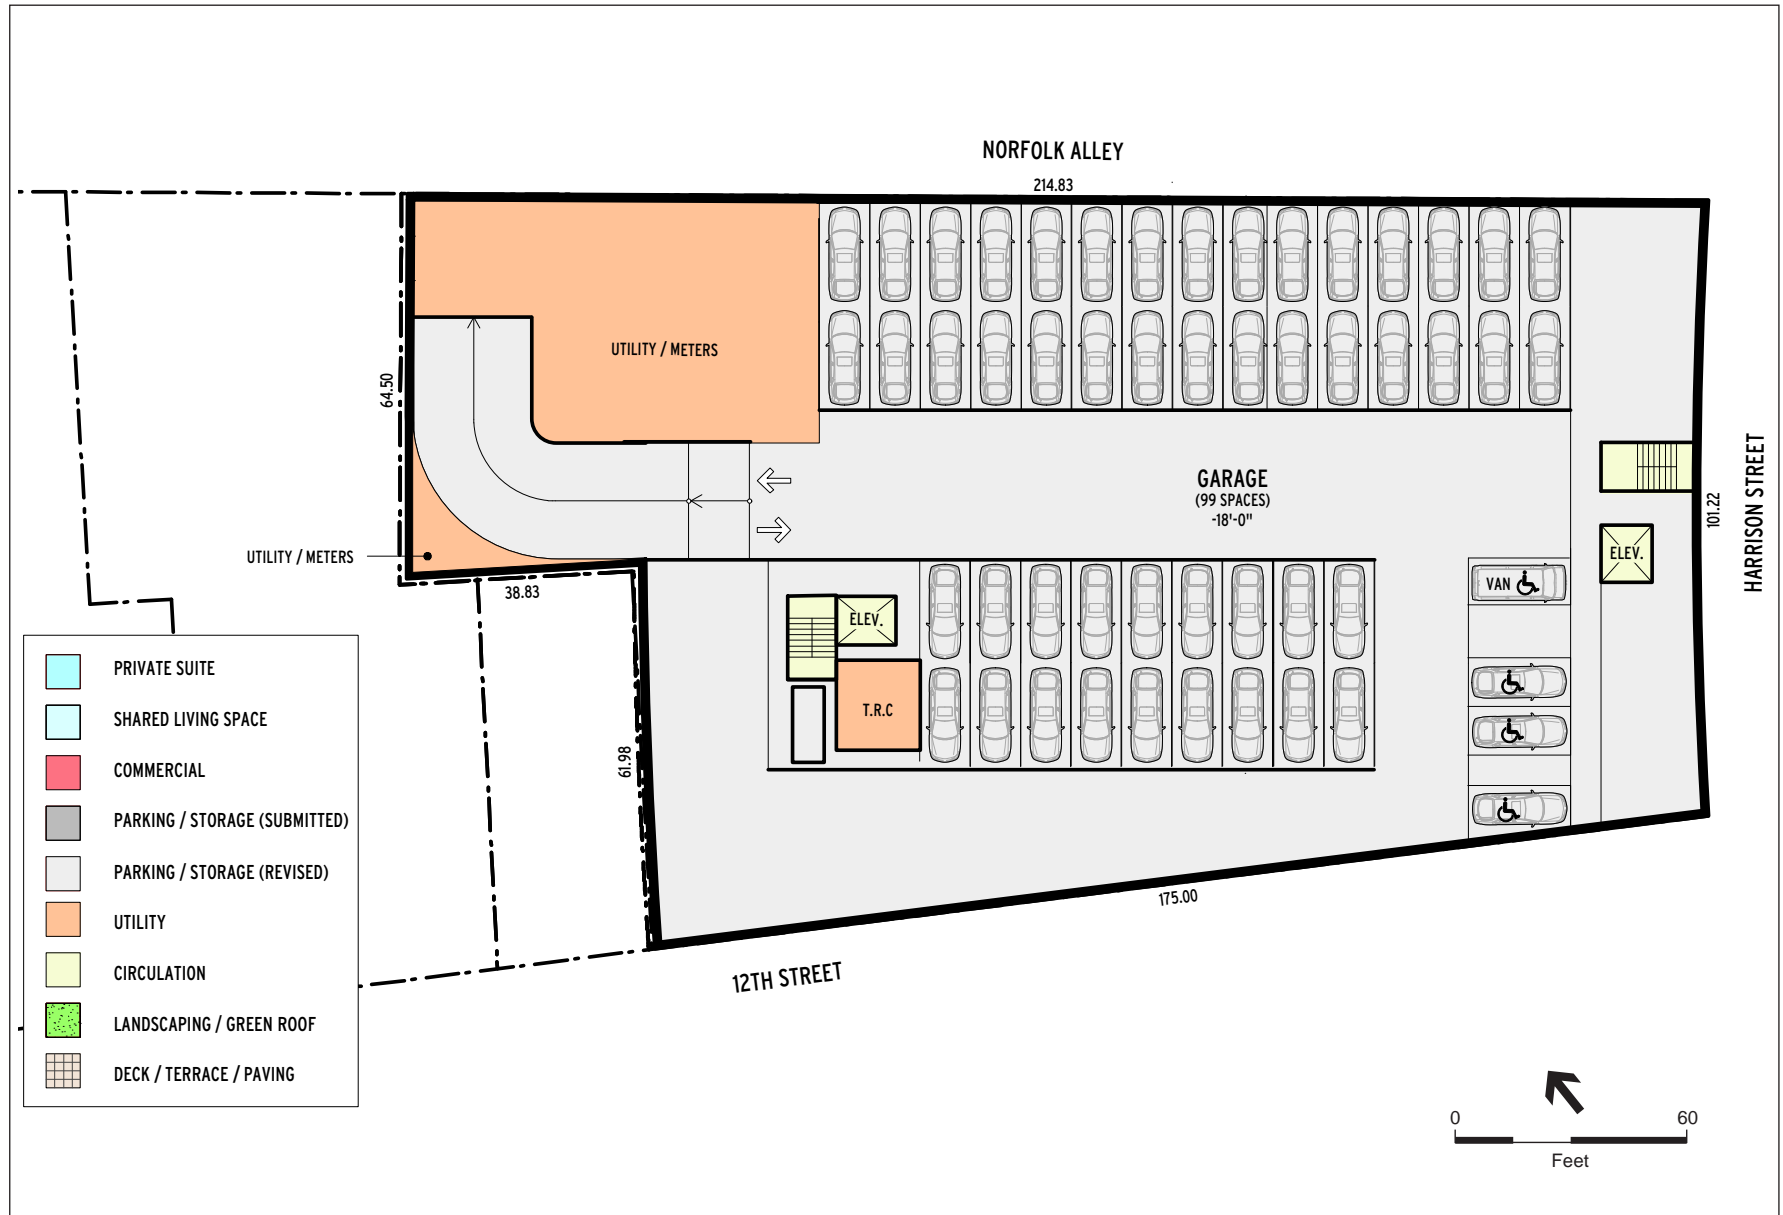 NORFOLK ALLEY
214.83
UTILITY / METERS
64.50
GARAGE
(99 SPACES)
-18'-0"
101.22
HARRISON STREET
ELEV.
UTILITY / METERS
38.83
VAN
ELEV.
T.R.C
61.98
175.00
12TH STREET
PRIVATE SUITE
SHARED LIVING SPACE
COMMERCIAL
PARKING / STORAGE (SUBMITTED)
PARKING / STORAGE (REVISED)
UTILITY
CIRCULATION
LANDSCAPING / GREEN ROOF
DECK / TERRACE / PAVING
0 60
Feet